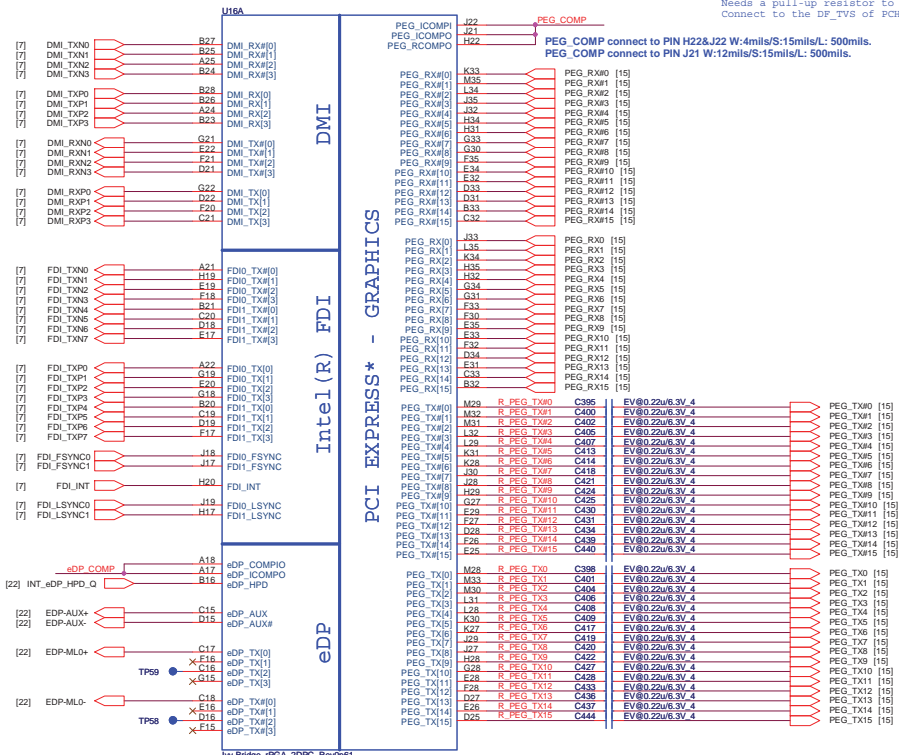 Needs a pull-up resistor to
Connect to the DF_TVS of PCH
U16A
PEG_ICOMPI J22 PEG_COMP
PEG_ICOMPO J21
PEG_RCOMPO H22
PEG_COMP connect to PIN H22&J22 W:4mils/S:15mils/L: 500mils.
PEG_COMP connect to PIN J21 W:12mils/S:15mils/L: 500mils.
[7] DMI_TXN0 B27 DMI_RX#[0]
[7] DMI_TXN1 B25 DMI_RX#[1]
[7] DMI_TXN2 A25 DMI_RX#[2]
[7] DMI_TXN3 B24 DMI_RX#[3]
[7] DMI_TXP0 B28 DMI_RX[0]
[7] DMI_TXP1 B26 DMI_RX[1]
[7] DMI_TXP2 A24 DMI_RX[2]
[7] DMI_TXP3 B23 DMI_RX[3]
[7] DMI_RXN0 G21 DMI_TX#[0]
[7] DMI_RXN1 E22 DMI_TX#[1]
[7] DMI_RXN2 F21 DMI_TX#[2]
[7] DMI_RXN3 D21 DMI_TX#[3]
[7] DMI_RXP0 G22 DMI_TX[0]
[7] DMI_RXP1 D22 DMI_TX[1]
[7] DMI_RXP2 F20 DMI_TX[2]
[7] DMI_RXP3 C21 DMI_TX[3]
DMI
[7] FDI_TXN0 A21 FDI0_TX#[0]
[7] FDI_TXN1 H19 FDI0_TX#[1]
[7] FDI_TXN2 E19 FDI0_TX#[2]
[7] FDI_TXN3 F18 FDI0_TX#[3]
[7] FDI_TXN4 B21 FDI1_TX#[0]
[7] FDI_TXN5 C20 FDI1_TX#[1]
[7] FDI_TXN6 D18 FDI1_TX#[2]
[7] FDI_TXN7 E17 FDI1_TX#[3]
[7] FDI_TXP0 A22 FDI0_TX[0]
[7] FDI_TXP1 G19 FDI0_TX[1]
[7] FDI_TXP2 E20 FDI0_TX[2]
[7] FDI_TXP3 G18 FDI0_TX[3]
[7] FDI_TXP4 B20 FDI1_TX[0]
[7] FDI_TXP5 C19 FDI1_TX[1]
[7] FDI_TXP6 D19 FDI1_TX[2]
[7] FDI_TXP7 F17 FDI1_TX[3]
[7] FDI_FSYNC0 J18 FDI0_FSYNC
[7] FDI_FSYNC1 J17 FDI1_FSYNC
[7] FDI_INT H20 FDI_INT
[7] FDI_LSYNC0 J19 FDI0_LSYNC
[7] FDI_LSYNC1 H17 FDI1_LSYNC
Intel(R) FDI
eDP_COMP A18 eDP_COMPIO
A17 eDP_ICOMPO
[22] INT_eDP_HPD_Q B16 eDP_HPD
[22] EDP-AUX+ C15 eDP_AUX
[22] EDP-AUX- D15 eDP_AUX#
[22] EDP-ML0+ C17 eDP_TX[0]
F16 eDP_TX[1]
TP59 C16 eDP_TX[2]
G15 eDP_TX[3]
[22] EDP-ML0- C18 eDP_TX#[0]
E16 eDP_TX#[1]
TP58 D16 eDP_TX#[2]
F15 eDP_TX#[3]
eDP
PCI EXPRESS* - GRAPHICS
PEG_RX#[0] K33 PEG_RX#0 [15]
PEG_RX#[1] M35 PEG_RX#1 [15]
PEG_RX#[2] L34 PEG_RX#2 [15]
PEG_RX#[3] J35 PEG_RX#3 [15]
PEG_RX#[4] J32 PEG_RX#4 [15]
PEG_RX#[5] H34 PEG_RX#5 [15]
PEG_RX#[6] H31 PEG_RX#6 [15]
PEG_RX#[7] G33 PEG_RX#7 [15]
PEG_RX#[8] G30 PEG_RX#8 [15]
PEG_RX#[9] F35 PEG_RX#9 [15]
PEG_RX#[10] E34 PEG_RX#10 [15]
PEG_RX#[11] E32 PEG_RX#11 [15]
PEG_RX#[12] D33 PEG_RX#12 [15]
PEG_RX#[13] D31 PEG_RX#13 [15]
PEG_RX#[14] B33 PEG_RX#14 [15]
PEG_RX#[15] C32 PEG_RX#15 [15]
PEG_RX[0] J33 PEG_RX0 [15]
PEG_RX[1] L35 PEG_RX1 [15]
PEG_RX[2] K34 PEG_RX2 [15]
PEG_RX[3] H35 PEG_RX3 [15]
PEG_RX[4] H32 PEG_RX4 [15]
PEG_RX[5] G34 PEG_RX5 [15]
PEG_RX[6] G31 PEG_RX6 [15]
PEG_RX[7] F33 PEG_RX7 [15]
PEG_RX[8] F30 PEG_RX8 [15]
PEG_RX[9] E35 PEG_RX9 [15]
PEG_RX[10] E33 PEG_RX10 [15]
PEG_RX[11] F32 PEG_RX11 [15]
PEG_RX[12] D34 PEG_RX12 [15]
PEG_RX[13] E31 PEG_RX13 [15]
PEG_RX[14] C33 PEG_RX14 [15]
PEG_RX[15] B32 PEG_RX15 [15]
PEG_TX#[0] M29 R_PEG_TX#0 C395 EV@0.22u/6.3V_4 PEG_TX#0 [15]
PEG_TX#[1] M32 R_PEG_TX#1 C400 EV@0.22u/6.3V_4 PEG_TX#1 [15]
PEG_TX#[2] M31 R_PEG_TX#2 C402 EV@0.22u/6.3V_4 PEG_TX#2 [15]
PEG_TX#[3] L32 R_PEG_TX#3 C405 EV@0.22u/6.3V_4 PEG_TX#3 [15]
PEG_TX#[4] L29 R_PEG_TX#4 C407 EV@0.22u/6.3V_4 PEG_TX#4 [15]
PEG_TX#[5] K31 R_PEG_TX#5 C413 EV@0.22u/6.3V_4 PEG_TX#5 [15]
PEG_TX#[6] K28 R_PEG_TX#6 C414 EV@0.22u/6.3V_4 PEG_TX#6 [15]
PEG_TX#[7] J30 R_PEG_TX#7 C418 EV@0.22u/6.3V_4 PEG_TX#7 [15]
PEG_TX#[8] J28 R_PEG_TX#8 C421 EV@0.22u/6.3V_4 PEG_TX#8 [15]
PEG_TX#[9] H29 R_PEG_TX#9 C424 EV@0.22u/6.3V_4 PEG_TX#9 [15]
PEG_TX#[10] G27 R_PEG_TX#10 C425 EV@0.22u/6.3V_4 PEG_TX#10 [15]
PEG_TX#[11] E29 R_PEG_TX#11 C430 EV@0.22u/6.3V_4 PEG_TX#11 [15]
PEG_TX#[12] F27 R_PEG_TX#12 C431 EV@0.22u/6.3V_4 PEG_TX#12 [15]
PEG_TX#[13] D28 R_PEG_TX#13 C434 EV@0.22u/6.3V_4 PEG_TX#13 [15]
PEG_TX#[14] F26 R_PEG_TX#14 C439 EV@0.22u/6.3V_4 PEG_TX#14 [15]
PEG_TX#[15] E25 R_PEG_TX#15 C440 EV@0.22u/6.3V_4 PEG_TX#15 [15]
PEG_TX[0] M28 R_PEG_TX0 C398 EV@0.22u/6.3V_4 PEG_TX0 [15]
PEG_TX[1] M33 R_PEG_TX1 C401 EV@0.22u/6.3V_4 PEG_TX1 [15]
PEG_TX[2] M30 R_PEG_TX2 C404 EV@0.22u/6.3V_4 PEG_TX2 [15]
PEG_TX[3] L31 R_PEG_TX3 C406 EV@0.22u/6.3V_4 PEG_TX3 [15]
PEG_TX[4] L28 R_PEG_TX4 C408 EV@0.22u/6.3V_4 PEG_TX4 [15]
PEG_TX[5] K30 R_PEG_TX5 C409 EV@0.22u/6.3V_4 PEG_TX5 [15]
PEG_TX[6] K27 R_PEG_TX6 C417 EV@0.22u/6.3V_4 PEG_TX6 [15]
PEG_TX[7] J29 R_PEG_TX7 C419 EV@0.22u/6.3V_4 PEG_TX7 [15]
PEG_TX[8] J27 R_PEG_TX8 C420 EV@0.22u/6.3V_4 PEG_TX8 [15]
PEG_TX[9] H28 R_PEG_TX9 C422 EV@0.22u/6.3V_4 PEG_TX9 [15]
PEG_TX[10] G28 R_PEG_TX10 C427 EV@0.22u/6.3V_4 PEG_TX10 [15]
PEG_TX[11] E28 R_PEG_TX11 C428 EV@0.22u/6.3V_4 PEG_TX11 [15]
PEG_TX[12] F28 R_PEG_TX12 C433 EV@0.22u/6.3V_4 PEG_TX12 [15]
PEG_TX[13] D27 R_PEG_TX13 C436 EV@0.22u/6.3V_4 PEG_TX13 [15]
PEG_TX[14] E26 R_PEG_TX14 C437 EV@0.22u/6.3V_4 PEG_TX14 [15]
PEG_TX[15] D25 R_PEG_TX15 C444 EV@0.22u/6.3V_4 PEG_TX15 [15]
Ivy Bridge_rPGA_2DPC_Rev0p61